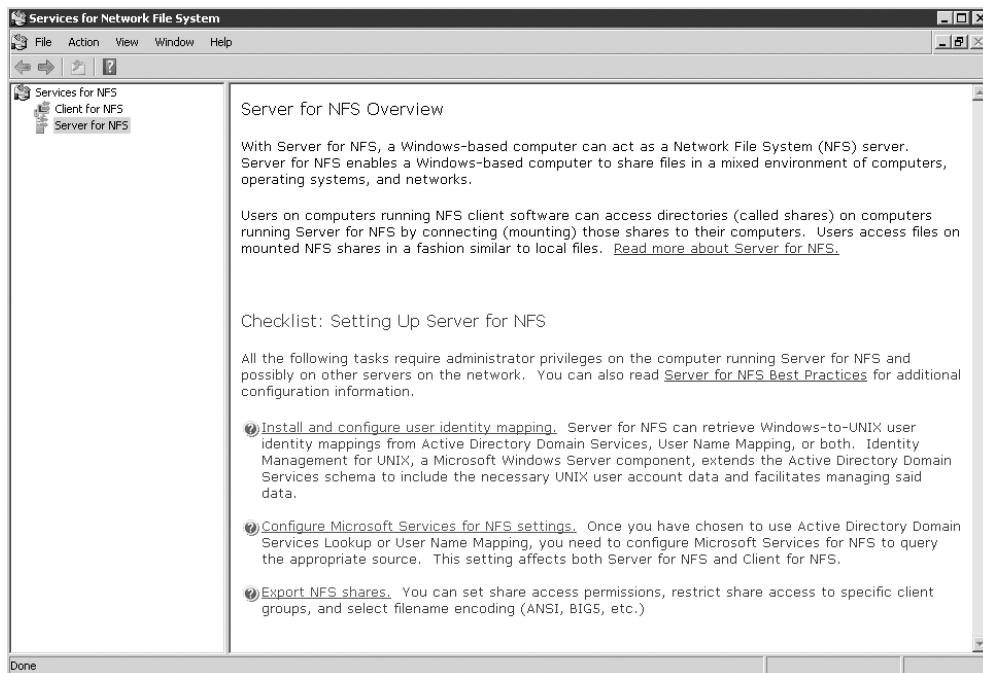 Services for Network File System
File Action View Window Help
Services for NFS
Client for NFS
Server for NFS
Server for NFS Overview
With Server for NFS, a Windows-based computer can act as a Network File System (NFS) server.
Server for NFS enables a Windows-based computer to share files in a mixed environment of computers,
operating systems, and networks.
Users on computers running NFS client software can access directories (called shares) on computers
running Server for NFS by connecting (mounting) those shares to their computers. Users access files on
mounted NFS shares in a fashion similar to local files. Read more about Server for NFS.
Checklist: Setting Up Server for NFS
All the following tasks require administrator privileges on the computer running Server for NFS and
possibly on other servers on the network. You can also read Server for NFS Best Practices for additional
configuration information.
Install and configure user identity mapping. Server for NFS can retrieve Windows-to-UNIX user
identity mappings from Active Directory Domain Services, User Name Mapping, or both. Identity
Management for UNIX, a Microsoft Windows Server component, extends the Active Directory Domain
Services schema to include the necessary UNIX user account data and facilitates managing said
data.
Configure Microsoft Services for NFS settings. Once you have chosen to use Active Directory Domain
Services Lookup or User Name Mapping, you need to configure Microsoft Services for NFS to query
the appropriate source. This setting affects both Server for NFS and Client for NFS.
Export NFS shares. You can set share access permissions, restrict share access to specific client
groups, and select filename encoding (ANSI, BIG5, etc.)
Done